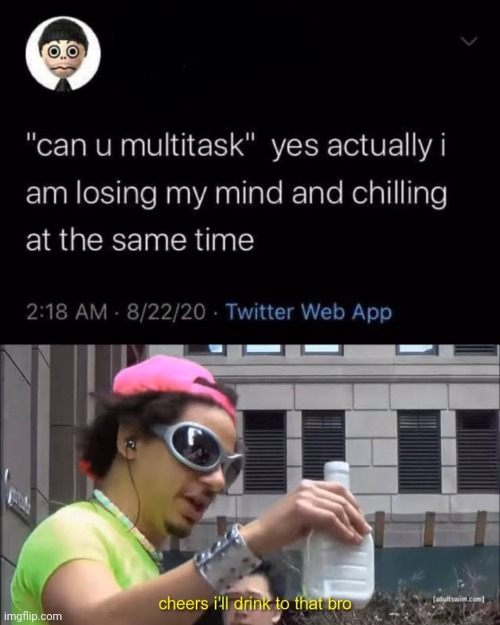 "can u multitask"  yes actually i
am losing my mind and chilling
at the same time
2:18 AM · 8/22/20 · Twitter Web App
cheers i'll drink to that bro
[adultswim.com]
imgflip.com